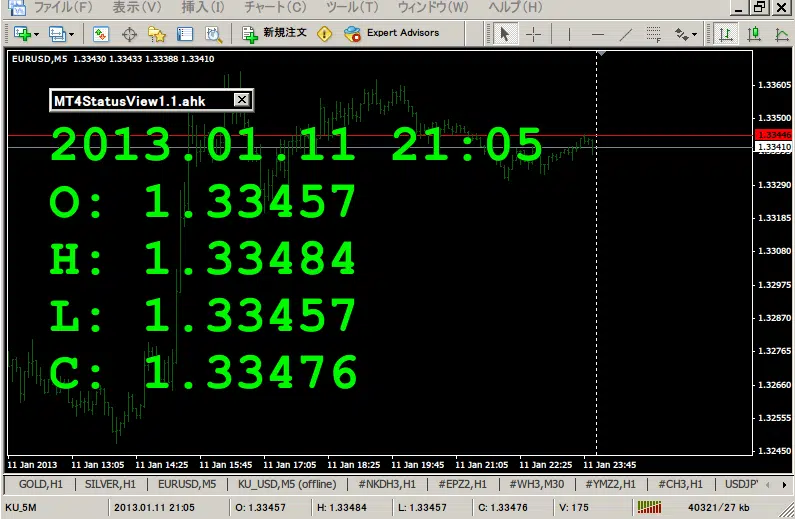 ファイル(F) 表示(V) 挿入(I) チャート(C) ツール(T) ウィンドウ(W) ヘルプ(H)
新規注文 Expert Advisors
EURUSD,M5 1.33430 1.33433 1.33388 1.33410
MT4StatusView1.1.ahk
2013.01.11 21:05
O: 1.33457
H: 1.33484
L: 1.33457
C: 1.33476
1.33605
1.33500
1.33446
1.33410
1.33290
1.33185
1.33080
1.32975
1.32870
1.32765
1.32660
1.32555
1.32450
11 Jan 2013 11 Jan 13:05 11 Jan 14:25 11 Jan 15:45 11 Jan 17:05 11 Jan 18:25 11 Jan 19:45 11 Jan 21:05 11 Jan 22:25 11 Jan 23:45
GOLD,H1 SILVER,H1 EURUSD,M5 KU_USD,M5 (offline) #NKDH3,H1 #EPZ2,H1 #WH3,M30 #YMZ2,H1 #CH3,H1 USDJP
KU_5M 2013.01.11 21:05 O: 1.33457 H: 1.33484 L: 1.33457 C: 1.33476 V: 175 40321/27 kb